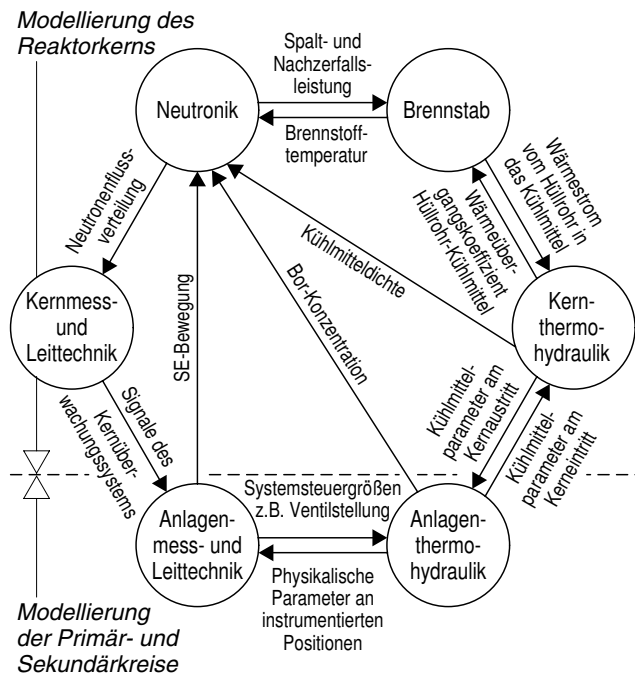 Modellierung des
Reaktorkerns
Spalt- und
Nachzerfalls-
leistung
Neutronik
Brennstab
Brennstoff-
temperatur
Neutronenfluss-
verteilung
Wärmestrom
vom Hüllrohr in
das Kühlmittel
Wärmeüber-
gangskoeffizient
Hüllrohr-Kühlmittel
Kühlmitteldichte
Bor-Konzentration
SE-Bewegung
Kernmess-
und
Leittechnik
Kern-
thermo-
hydraulik
Signale des
Kernüber-
wachungssystems
Kühlmittel-
parameter am
Kernaustritt
Kühlmittel-
parameter am
Kerneintritt
Systemsteuergrößen
z.B. Ventilstellung
Anlagen-
mess- und
Leittechnik
Anlagen-
thermo-
hydraulik
Physikalische
Parameter an
instrumentierten
Positionen
Modellierung
der Primär- und
Sekundärkreise